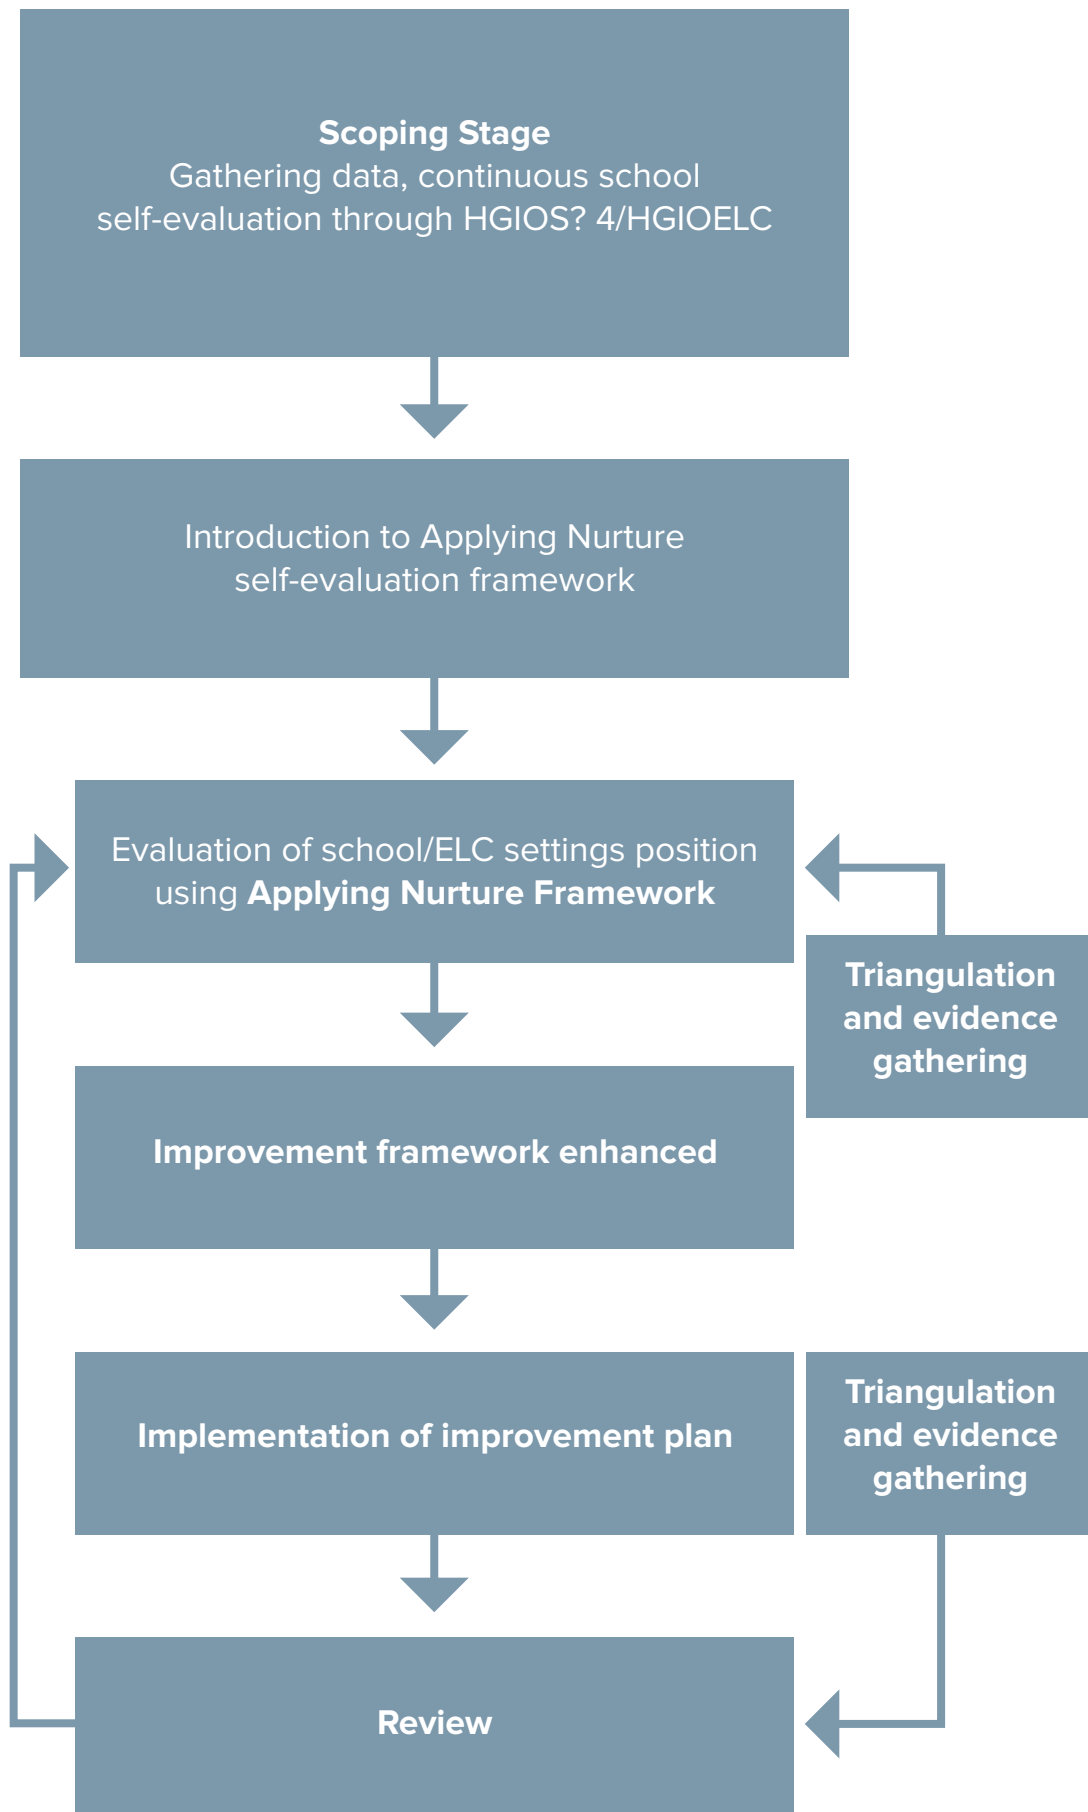 Scoping Stage
Gathering data, continuous school
self-evaluation through HGIOS? 4/HGIOELC
Introduction to Applying Nurture
self-evaluation framework
Evaluation of school/ELC settings position
using Applying Nurture Framework
Triangulation
and evidence
gathering
Improvement framework enhanced
Implementation of improvement plan
Triangulation
and evidence
gathering
Review